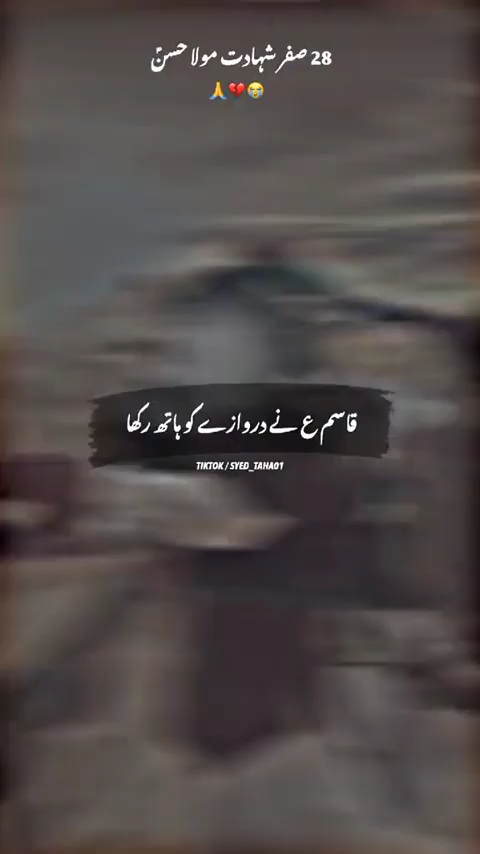 28 صفر شہادت مولا حسنؑ
🙏💔😭
قاسم ع نے دروازے کو ہاتھ رکھا
TIKTOK / SYED_TAHA01